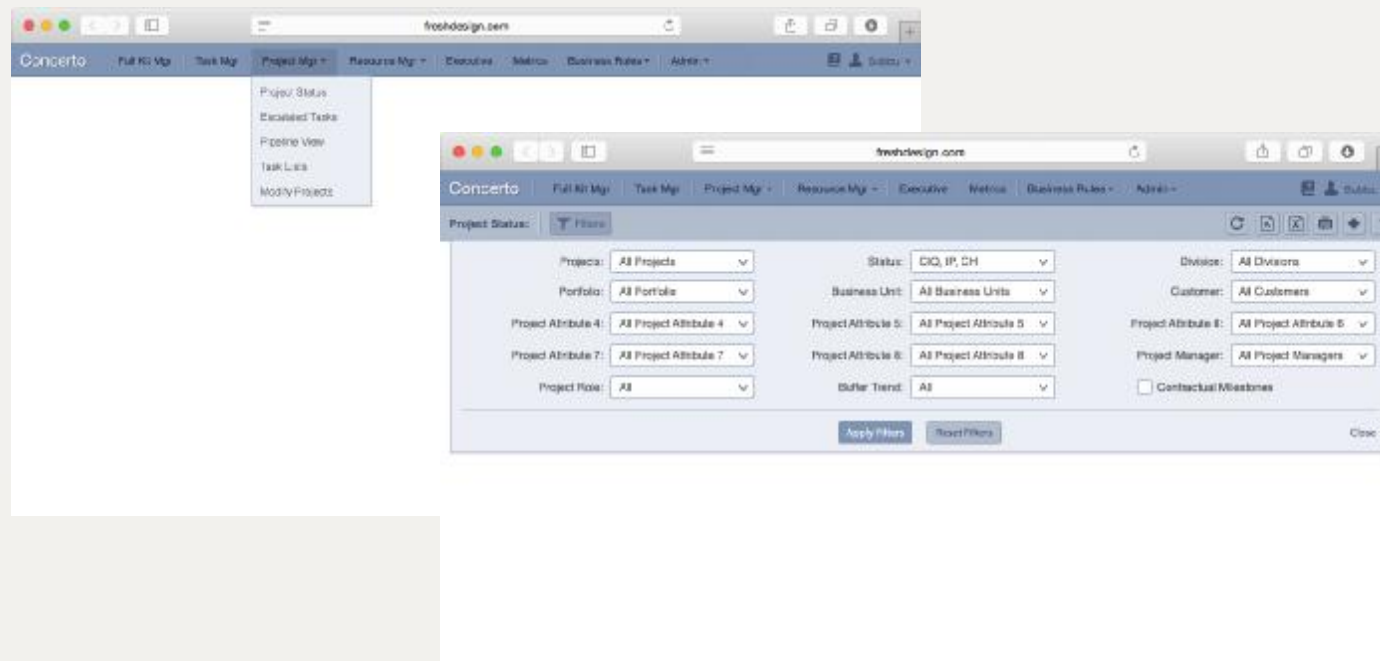 freshdesign.com
Concerto Full Kit Mgr Task Mgr Project Mgr Resource Mgr Executive Metrics Business Rules Admin
Project Status
Escalated Tasks
Pipeline View
Task Lists
Modify Projects
freshdesign.com
Concerto Full Kit Mgr Task Mgr Project Mgr Resource Mgr Executive Metrics Business Rules Admin
Project Status: Filters
Projects: All Projects Status: CIQ, IP, CH Division: All Divisions
Portfolio: All Portfolio Business Unit: All Business Units Customer: All Customers
Project Attribute 4: All Project Attribute 4 Project Attribute 5: All Project Attribute 5 Project Attribute 6: All Project Attribute 6
Project Attribute 7: All Project Attribute 7 Project Attribute 8: All Project Attribute 8 Project Manager: All Project Managers
Project Role: All Buffer Trend: All Contractual Milestones
Apply Filters Reset Filters Close